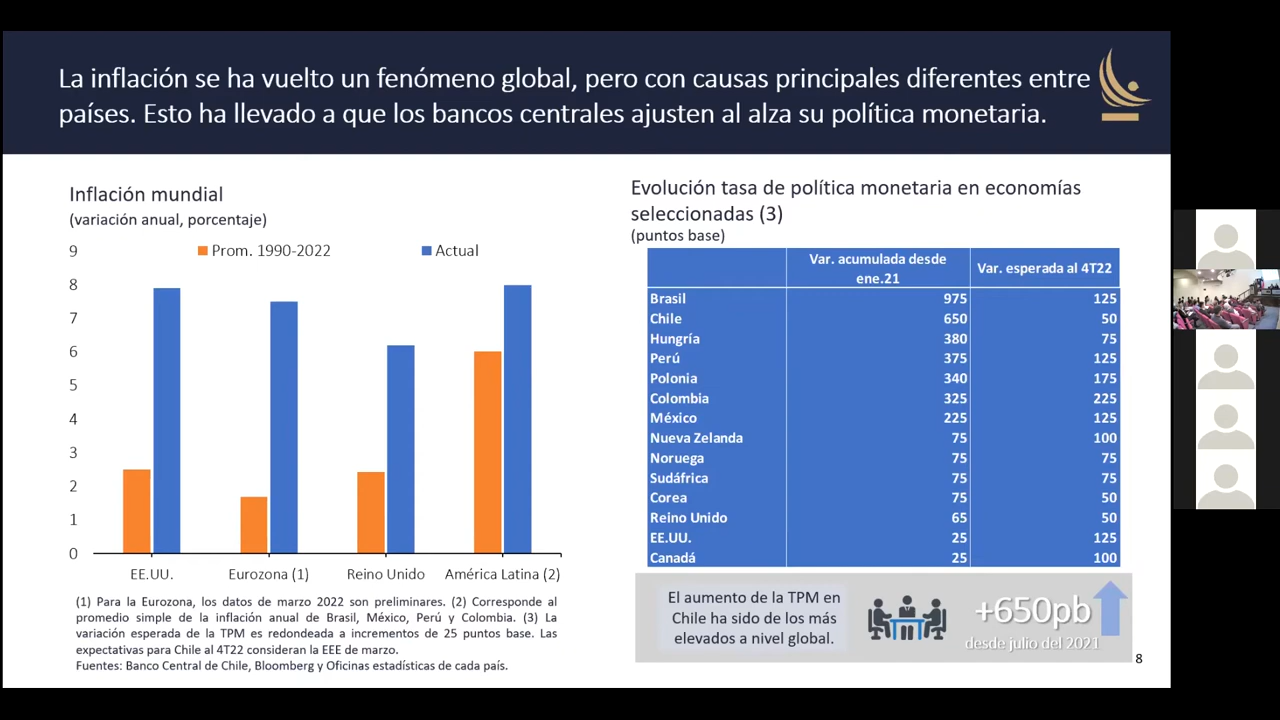 La inflación se ha vuelto un fenómeno global, pero con causas principales diferentes entre
países. Esto ha llevado a que los bancos centrales ajusten al alza su política monetaria.
Inflación mundial
(variación anual, porcentaje)
Prom. 1990-2022
Actual
9
8
7
6
5
4
3
2
1
0
EE.UU.
Eurozona (1)
Reino Unido
América Latina (2)
(1) Para la Eurozona, los datos de marzo 2022 son preliminares. (2) Corresponde al
promedio simple de la inflación anual de Brasil, México, Perú y Colombia. (3) La
variación esperada de la TPM es redondeada a incrementos de 25 puntos base. Las
expectativas para Chile al 4T22 consideran la EEE de marzo.
Fuentes: Banco Central de Chile, Bloomberg y Oficinas estadísticas de cada país.
Evolución tasa de política monetaria en economías
seleccionadas (3)
(puntos base)
Var. acumulada desde
ene.21
Var. esperada al 4T22
Brasil 975 125
Chile 650 50
Hungría 380 75
Perú 375 125
Polonia 340 175
Colombia 325 225
México 225 125
Nueva Zelanda 75 100
Noruega 75 75
Sudáfrica 75 75
Corea 75 50
Reino Unido 65 50
EE.UU. 25 125
Canadá 25 100
El aumento de la TPM en
Chile ha sido de los más
elevados a nivel global.
+650pb
desde julio del 2021
8